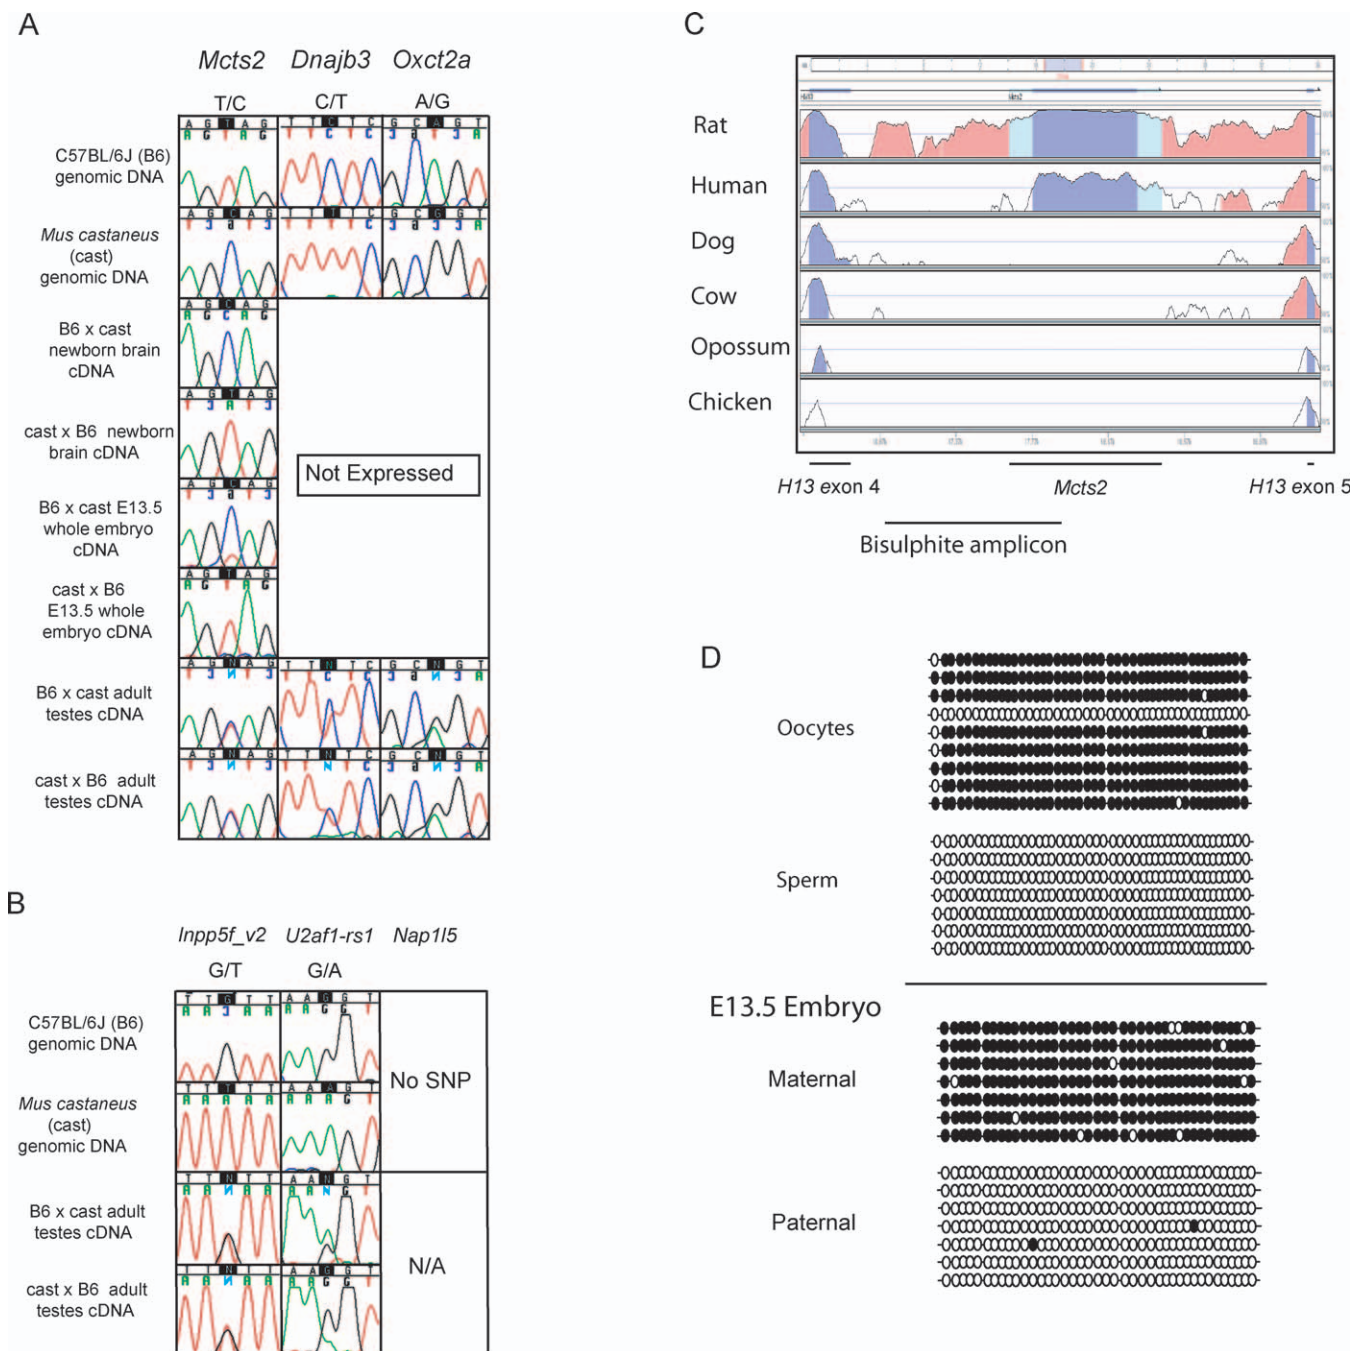 A
Mcts2 Dnajb3 Oxct2a
T/C C/T A/G
C57BL/6J (B6)
genomic DNA
Mus castaneus
(cast)
genomic DNA
B6 x cast
newborn brain
cDNA
cast x B6 newborn
brain cDNA
B6 x cast E13.5
whole embryo
cDNA
cast x B6
E13.5 whole
embryo cDNA
B6 x cast adult
testes cDNA
cast x B6 adult
testes cDNA
Not Expressed
B
Inpp5f_v2 U2af1-rs1 Nap1l5
G/T G/A
C57BL/6J (B6)
genomic DNA
Mus castaneus
(cast)
genomic DNA
B6 x cast adult
testes cDNA
cast x B6 adult
testes cDNA
No SNP
N/A
C
Rat
Human
Dog
Cow
Opossum
Chicken
H13 exon 4 Mcts2 H13 exon 5
Bisulphite amplicon
D
Oocytes
Sperm
E13.5 Embryo
Maternal
Paternal